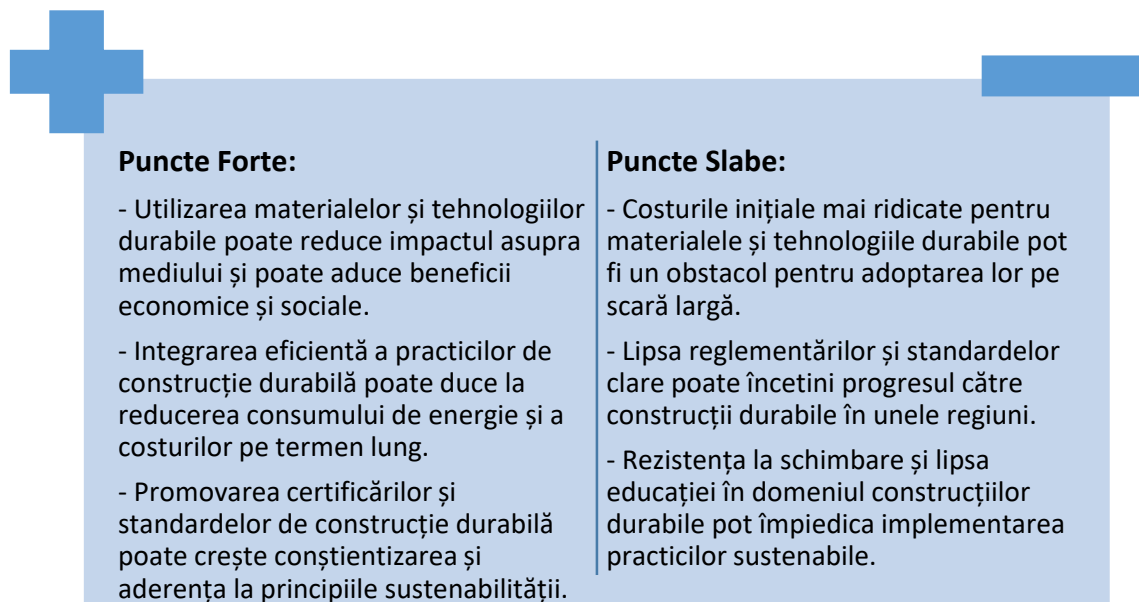 Puncte Forte:
- Utilizarea materialelor și tehnologiilor
durabile poate reduce impactul asupra
mediului și poate aduce beneficii
economice și sociale.
- Integrarea eficientă a practicilor de
construcție durabilă poate duce la
reducerea consumului de energie și a
costurilor pe termen lung.
- Promovarea certificărilor și
standardelor de construcție durabilă
poate crește conștientizarea și
aderența la principiile sustenabilității.
Puncte Slabe:
- Costurile inițiale mai ridicate pentru
materialele și tehnologiile durabile pot
fi un obstacol pentru adoptarea lor pe
scară largă.
- Lipsa reglementărilor și standardelor
clare poate încetini progresul către
construcții durabile în unele regiuni.
- Rezistența la schimbare și lipsa
educației în domeniul construcțiilor
durabile pot împiedica implementarea
practicilor sustenabile.